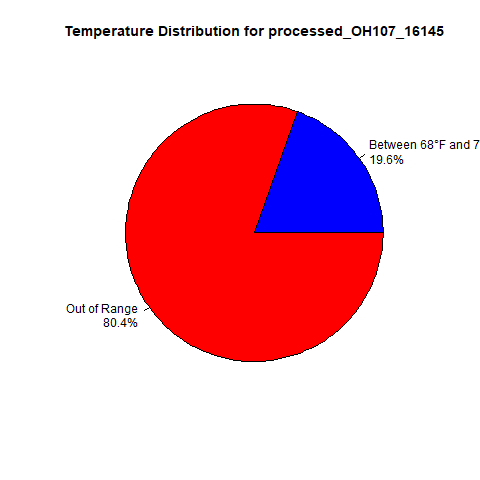 Temperature Distribution for processed_OH107_16145
Between 68°F and 7
19.6%
Out of Range
80.4%